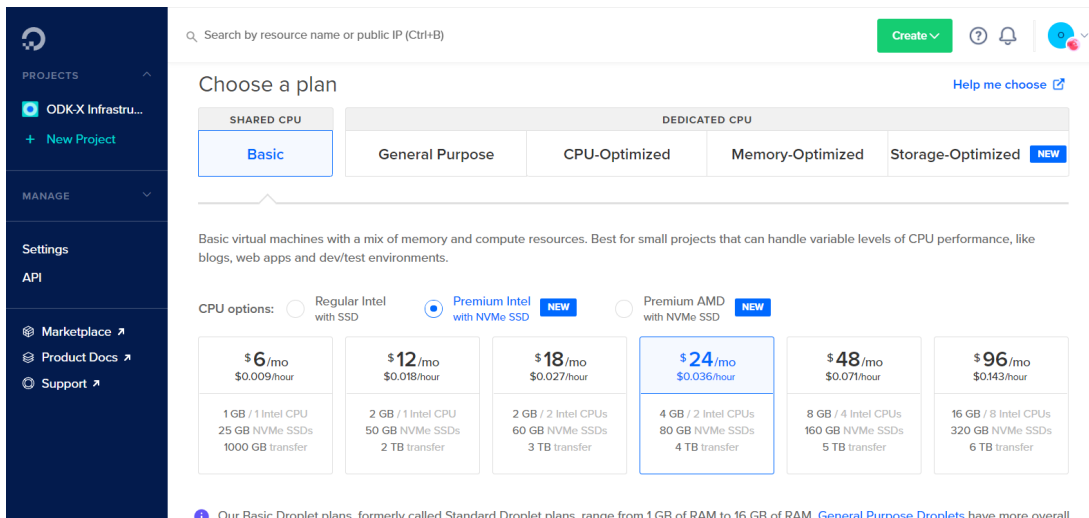 Search by resource name or public IP (Ctrl+B)
Create
O
PROJECTS
ODK-X Infrastru...
+ New Project
MANAGE
Settings
API
Marketplace
Product Docs
Support
Choose a plan
Help me choose
SHARED CPU
DEDICATED CPU
Basic
General Purpose
CPU-Optimized
Memory-Optimized
Storage-Optimized NEW
Basic virtual machines with a mix of memory and compute resources. Best for small projects that can handle variable levels of CPU performance, like
blogs, web apps and dev/test environments.
CPU options:
Regular Intel
with SSD
Premium Intel
with NVMe SSD
NEW
Premium AMD
with NVMe SSD
NEW
$6/mo
$0.009/hour
1 GB / 1 Intel CPU
25 GB NVMe SSDs
1000 GB transfer
$12/mo
$0.018/hour
2 GB / 1 Intel CPU
50 GB NVMe SSDs
2 TB transfer
$18/mo
$0.027/hour
2 GB / 2 Intel CPUs
60 GB NVMe SSDs
3 TB transfer
$24/mo
$0.036/hour
4 GB / 2 Intel CPUs
80 GB NVMe SSDs
4 TB transfer
$48/mo
$0.071/hour
8 GB / 4 Intel CPUs
160 GB NVMe SSDs
5 TB transfer
$96/mo
$0.143/hour
16 GB / 8 Intel CPUs
320 GB NVMe SSDs
6 TB transfer
Our Basic Droplet plans, formerly called Standard Droplet plans, range from 1 GB of RAM to 16 GB of RAM. General Purpose Droplets have more overall